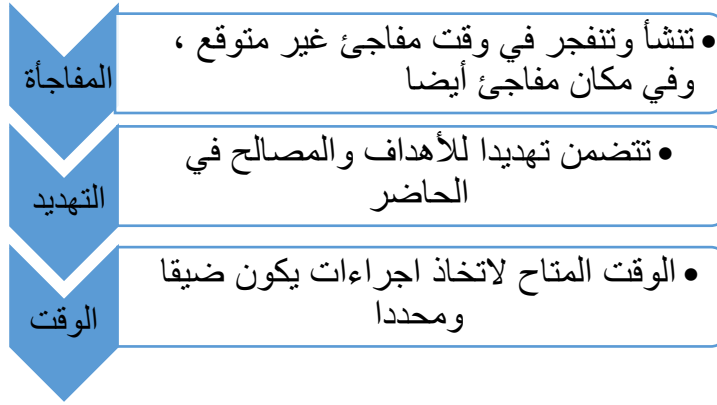 المفاجأة
• تنشأ وتنفجر في وقت مفاجئ غير متوقع ،
وفي مكان مفاجئ أيضا
التهديد
• تتضمن تهديدا للأهداف والمصالح في
الحاضر
الوقت
• الوقت المتاح لاتخاذ اجراءات يكون ضيقا
ومحددا